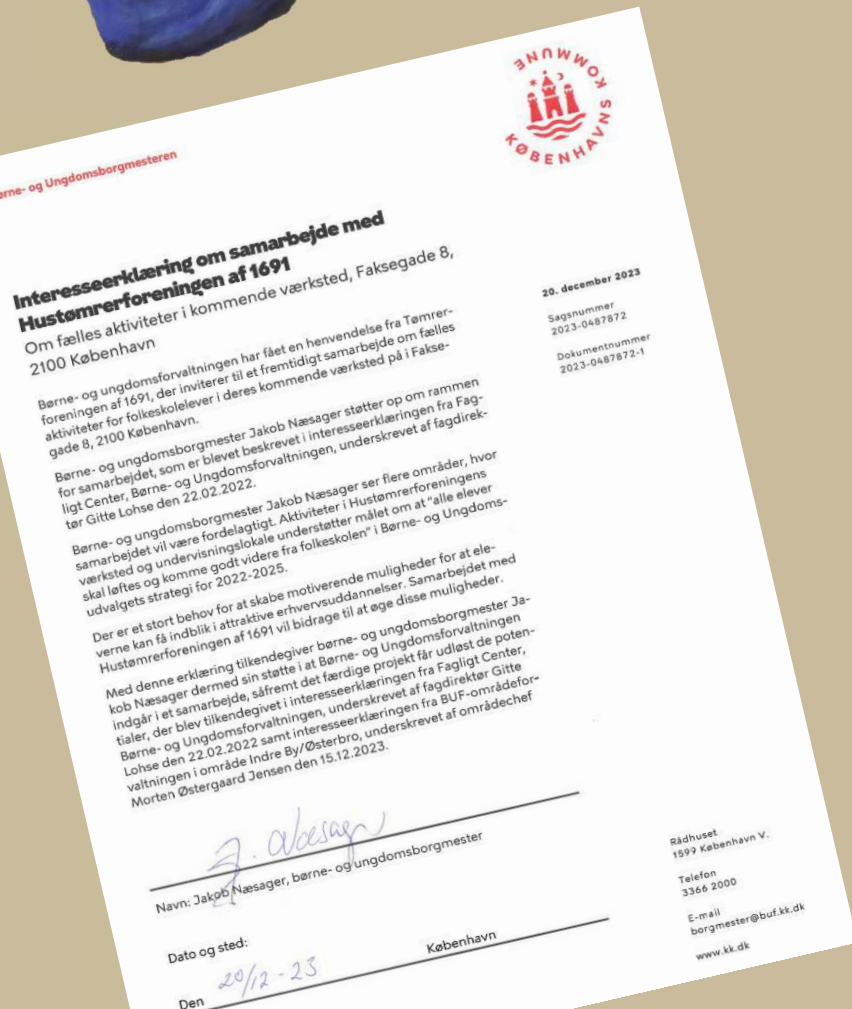 KØBENHAVNS KOMMUNE
ørne- og Ungdomsborgmesteren
Interesseerklæring om samarbejde med
Hustømrerforeningen af 1691
Om fælles aktiviteter i kommende værksted, Faksegade 8,
2100 København
20. december 2023
Sagsnummer
2023-0487872
Dokumentnummer
2023-0487872-1
Børne- og ungdomsforvaltningen har fået en henvendelse fra Tømrer-
foreningen af 1691, der inviterer til et fremtidigt samarbejde om fælles
aktiviteter for folkeskolelever i deres kommende værksted på i Fakse-
gade 8, 2100 København.
Børne- og ungdomsborgmester Jakob Næsager støtter op om rammen
for samarbejdet, som er blevet beskrevet i interesseerklæringen fra Fag-
ligt Center, Børne- og Ungdomsforvaltningen, underskrevet af fagdirek-
tør Gitte Lohse den 22.02.2022.
Børne- og ungdomsborgmester Jakob Næsager ser flere områder, hvor
samarbejdet vil være fordelagtigt. Aktiviteter i Hustømrerforeningens
værksted og undervisningslokale understøtter målet om at "alle elever
skal løftes og komme godt videre fra folkeskolen" i Børne- og Ungdoms-
udvalgets strategi for 2022-2025.
Der er et stort behov for at skabe motiverende muligheder for at ele-
verne kan få indblik i attraktive erhvervsuddannelser. Samarbejdet med
Hustømrerforeningen af 1691 vil bidrage til at øge disse muligheder.
Med denne erklæring tilkendegiver børne- og ungdomsborgmester Ja-
kob Næsager dermed sin støtte i at Børne- og Ungdomsforvaltningen
indgår i et samarbejde, såfremt det færdige projekt får udløst de poten-
tialer, der blev tilkendegivet i interesseerklæringen fra Fagligt Center,
Børne- og Ungdomsforvaltningen, underskrevet af fagdirektør Gitte
Lohse den 22.02.2022 samt interesseerklæringen fra BUF-områdefor-
valtningen i område Indre By/Østerbro, underskrevet af områdechef
Morten Østergaard Jensen den 15.12.2023.
J. Næsager
Navn: Jakob Næsager, børne- og ungdomsborgmester
Dato og sted:
Den 20/12 - 23 København
Rådhuset
1599 København V.
Telefon
3366 2000
E-mail
borgmester@buf.kk.dk
www.kk.dk